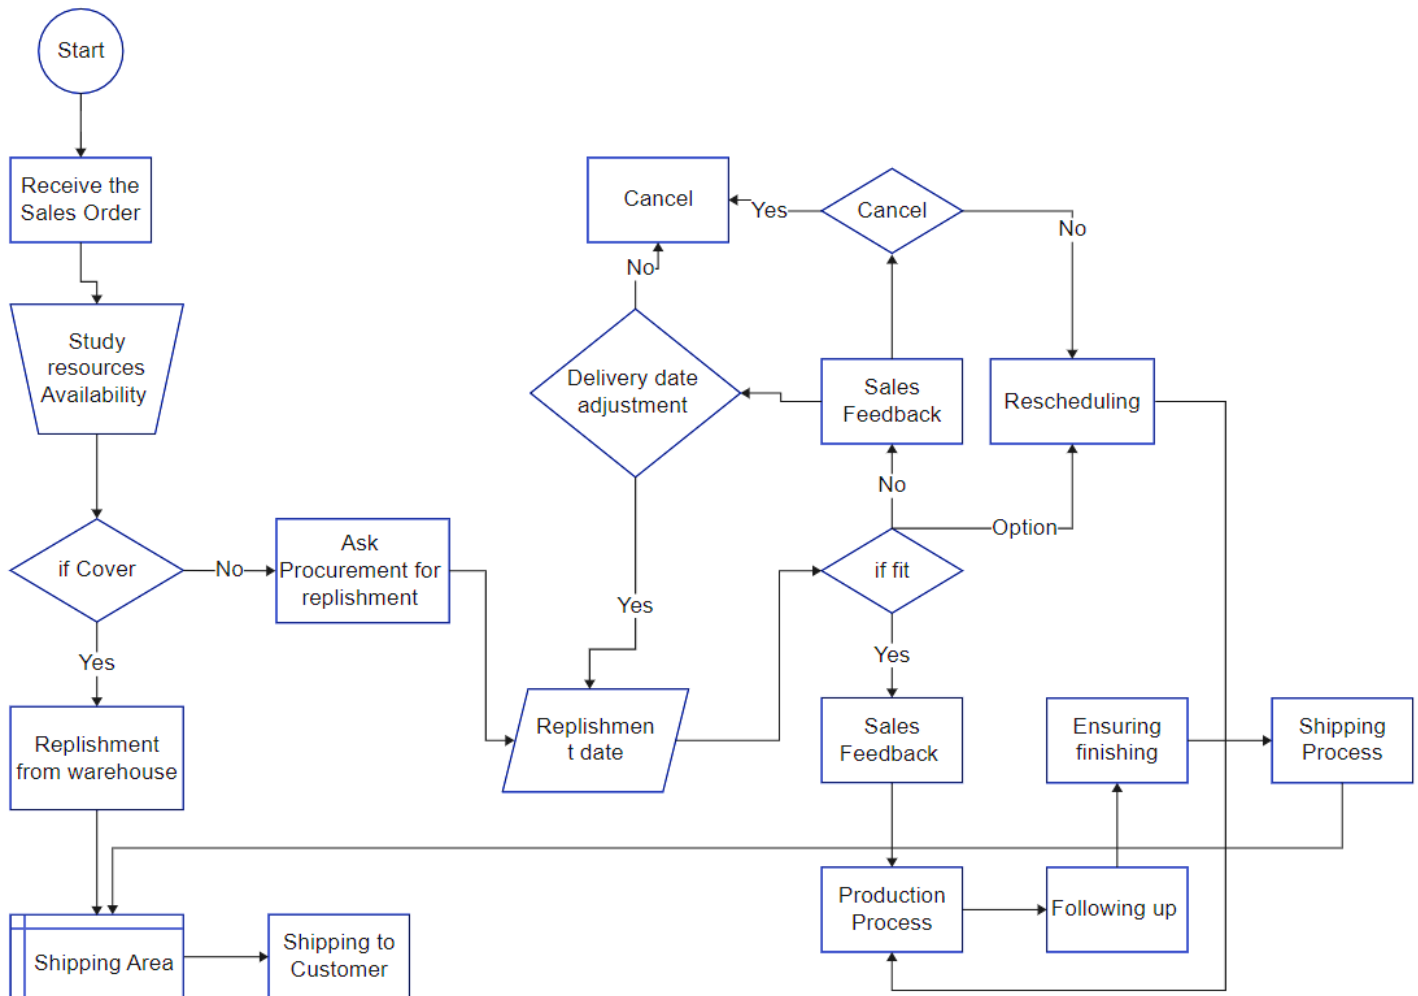 Start
Receive the
Sales Order
Study
resources
Availability
if Cover
No
Ask
Procurement for
replishment
Yes
Replishment
from warehouse
Shipping Area
Shipping to
Customer
Cancel
Yes
Cancel
No
No
Delivery date
adjustment
Sales
Feedback
Rescheduling
No
Option
if fit
Yes
Replishmen
t date
Yes
Sales
Feedback
Ensuring
finishing
Shipping
Process
Production
Process
Following up